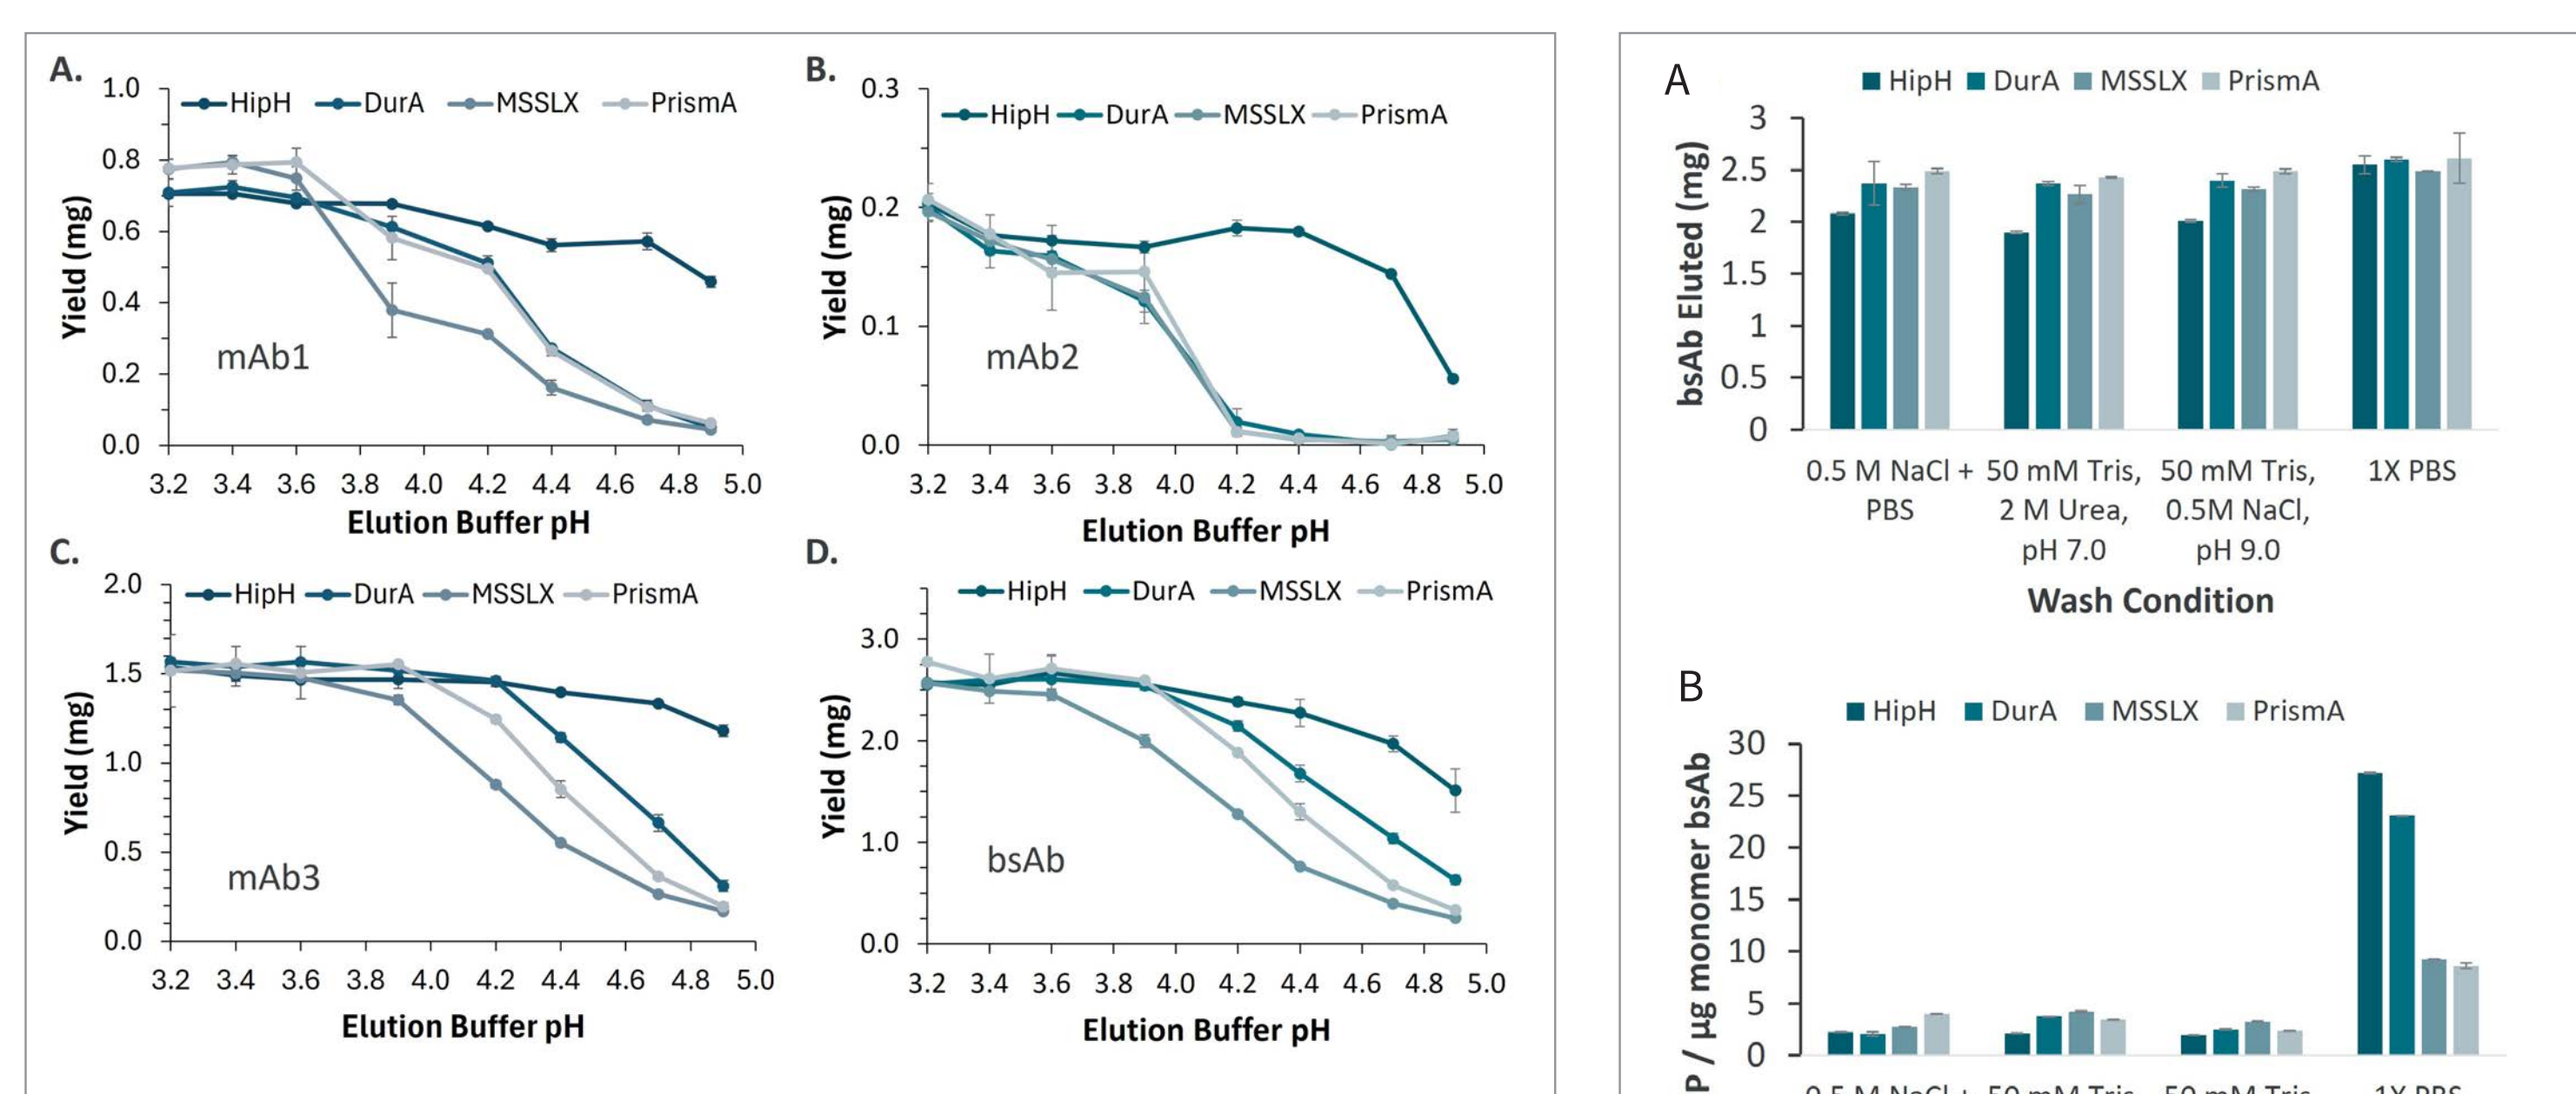 A.
1.0
0.8
0.6
0.4
0.2
0.0
Yield (mg)
HipH DurA MSSLX PrismA
mAb1
3.2 3.4 3.6 3.8 4.0 4.2 4.4 4.6 4.8 5.0
Elution Buffer pH
B.
0.3
0.2
0.1
0.0
Yield (mg)
HipH DurA MSSLX PrismA
mAb2
3.2 3.4 3.6 3.8 4.0 4.2 4.4 4.6 4.8 5.0
Elution Buffer pH
C.
2.0
1.5
1.0
0.5
0.0
Yield (mg)
HipH DurA MSSLX PrismA
mAb3
3.2 3.4 3.6 3.8 4.0 4.2 4.4 4.6 4.8 5.0
Elution Buffer pH
D.
3.0
2.0
1.0
0.0
Yield (mg)
HipH DurA MSSLX PrismA
bsAb
3.2 3.4 3.6 3.8 4.0 4.2 4.4 4.6 4.8 5.0
Elution Buffer pH
A
HipH DurA MSSLX PrismA
3
2.5
2
1.5
1
0.5
0
bsAb Eluted (mg)
0.5 M NaCl + 50 mM Tris, 50 mM Tris, 1X PBS
PBS 2 M Urea, 0.5M NaCl,
pH 7.0 pH 9.0
Wash Condition
B
HipH DurA MSSLX PrismA
30
25
20
15
10
5
0
P / µg monomer bsAb
0.5 M NaCl + 50 mM Tris 50 mM Tris 1X PBS